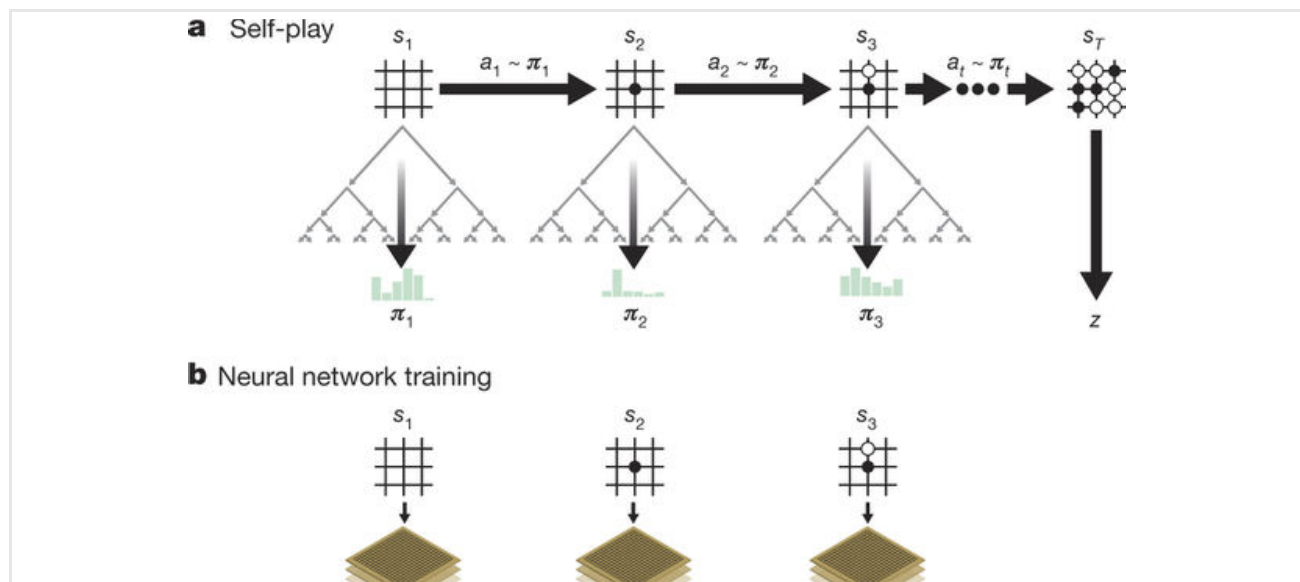 a Self-play
s1 s2 s3 sT
a1 ~ π1 a2 ~ π2 at ~ πt
π1 π2 π3 z
b Neural network training
s1 s2 s3